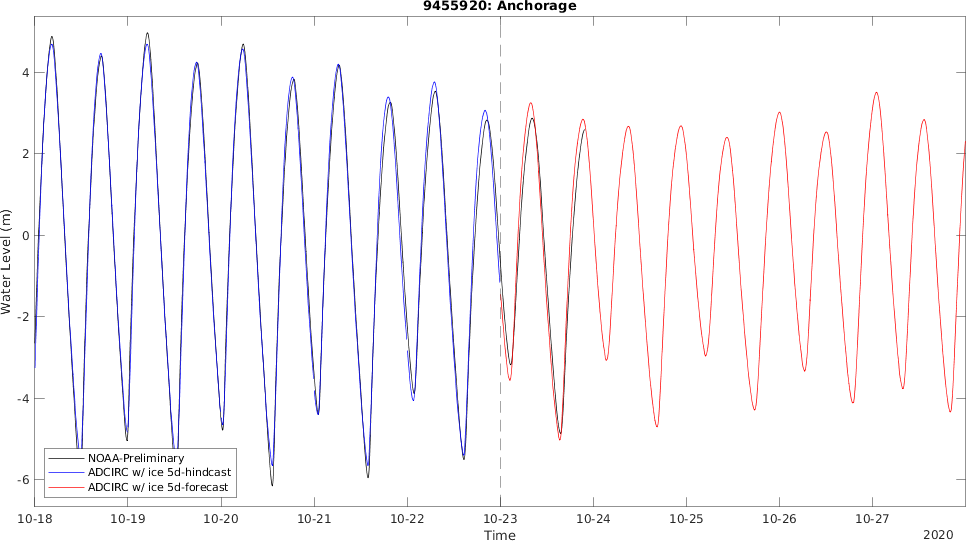 9455920: Anchorage
Water Level (m)
4
2
0
-2
-4
-6
NOAA-Preliminary
ADCIRC w/ ice 5d-hindcast
ADCIRC w/ ice 5d-forecast
10-18 10-19 10-20 10-21 10-22 10-23 10-24 10-25 10-26 10-27
Time
2020